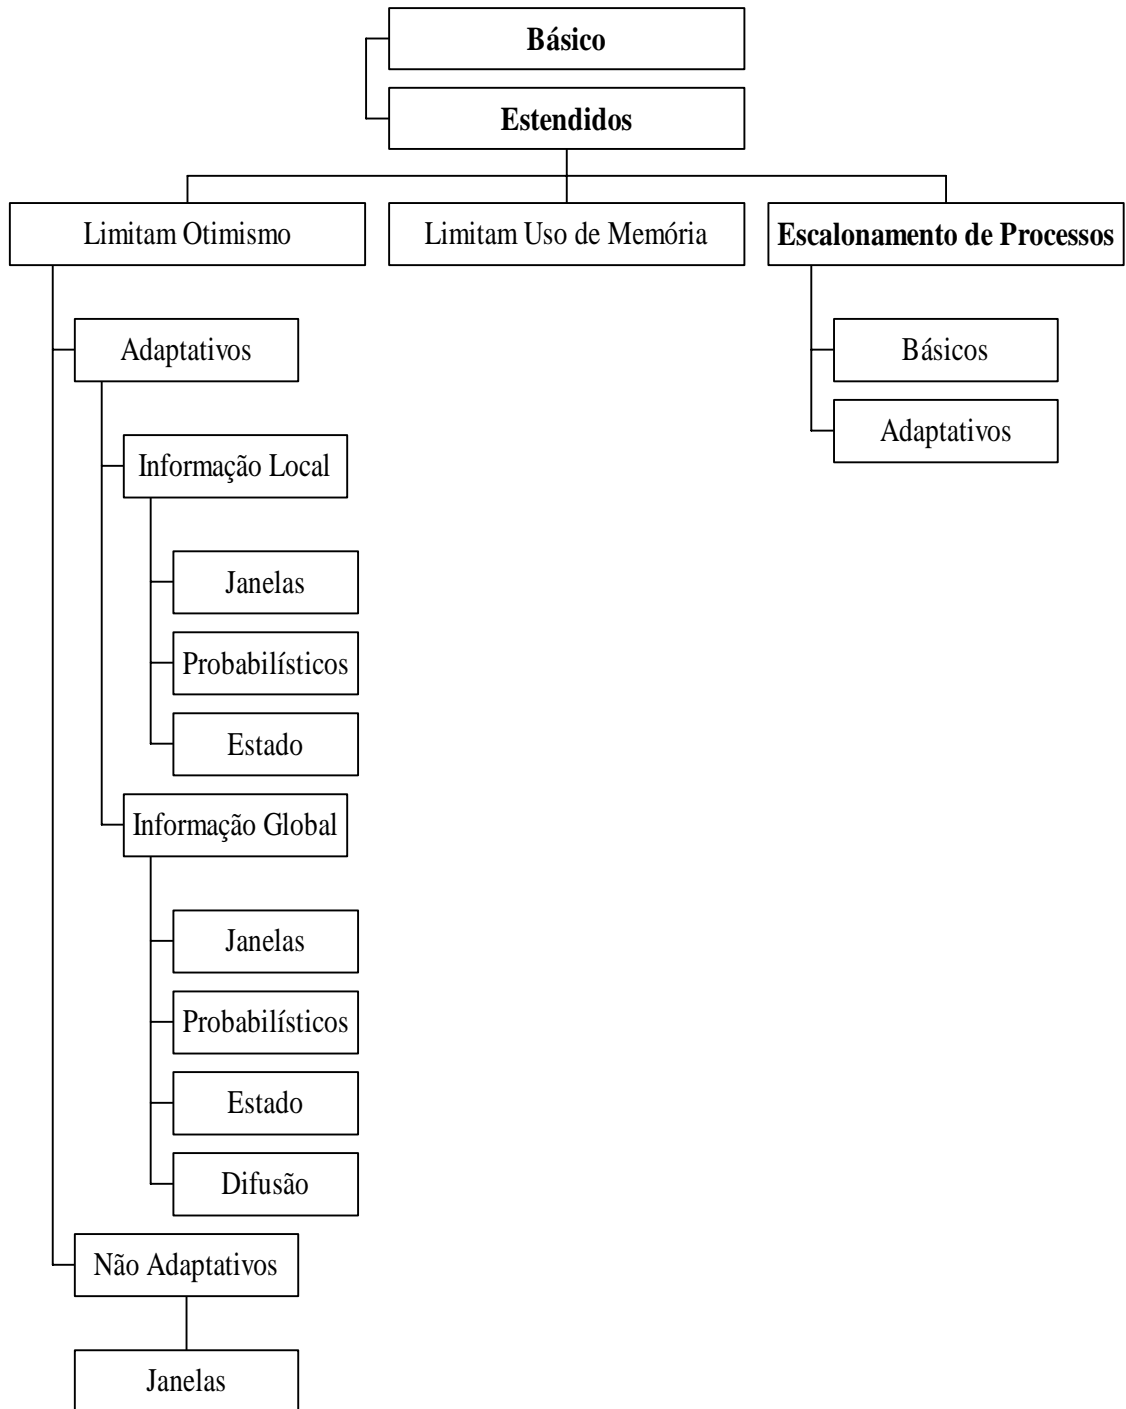 Básico
Estendidos
Limitam Otimismo
Limitam Uso de Memória
Escalonamento de Processos
Adaptativos
Básicos
Adaptativos
Informação Local
Janelas
Probabilísticos
Estado
Informação Global
Janelas
Probabilísticos
Estado
Difusão
Não Adaptativos
Janelas